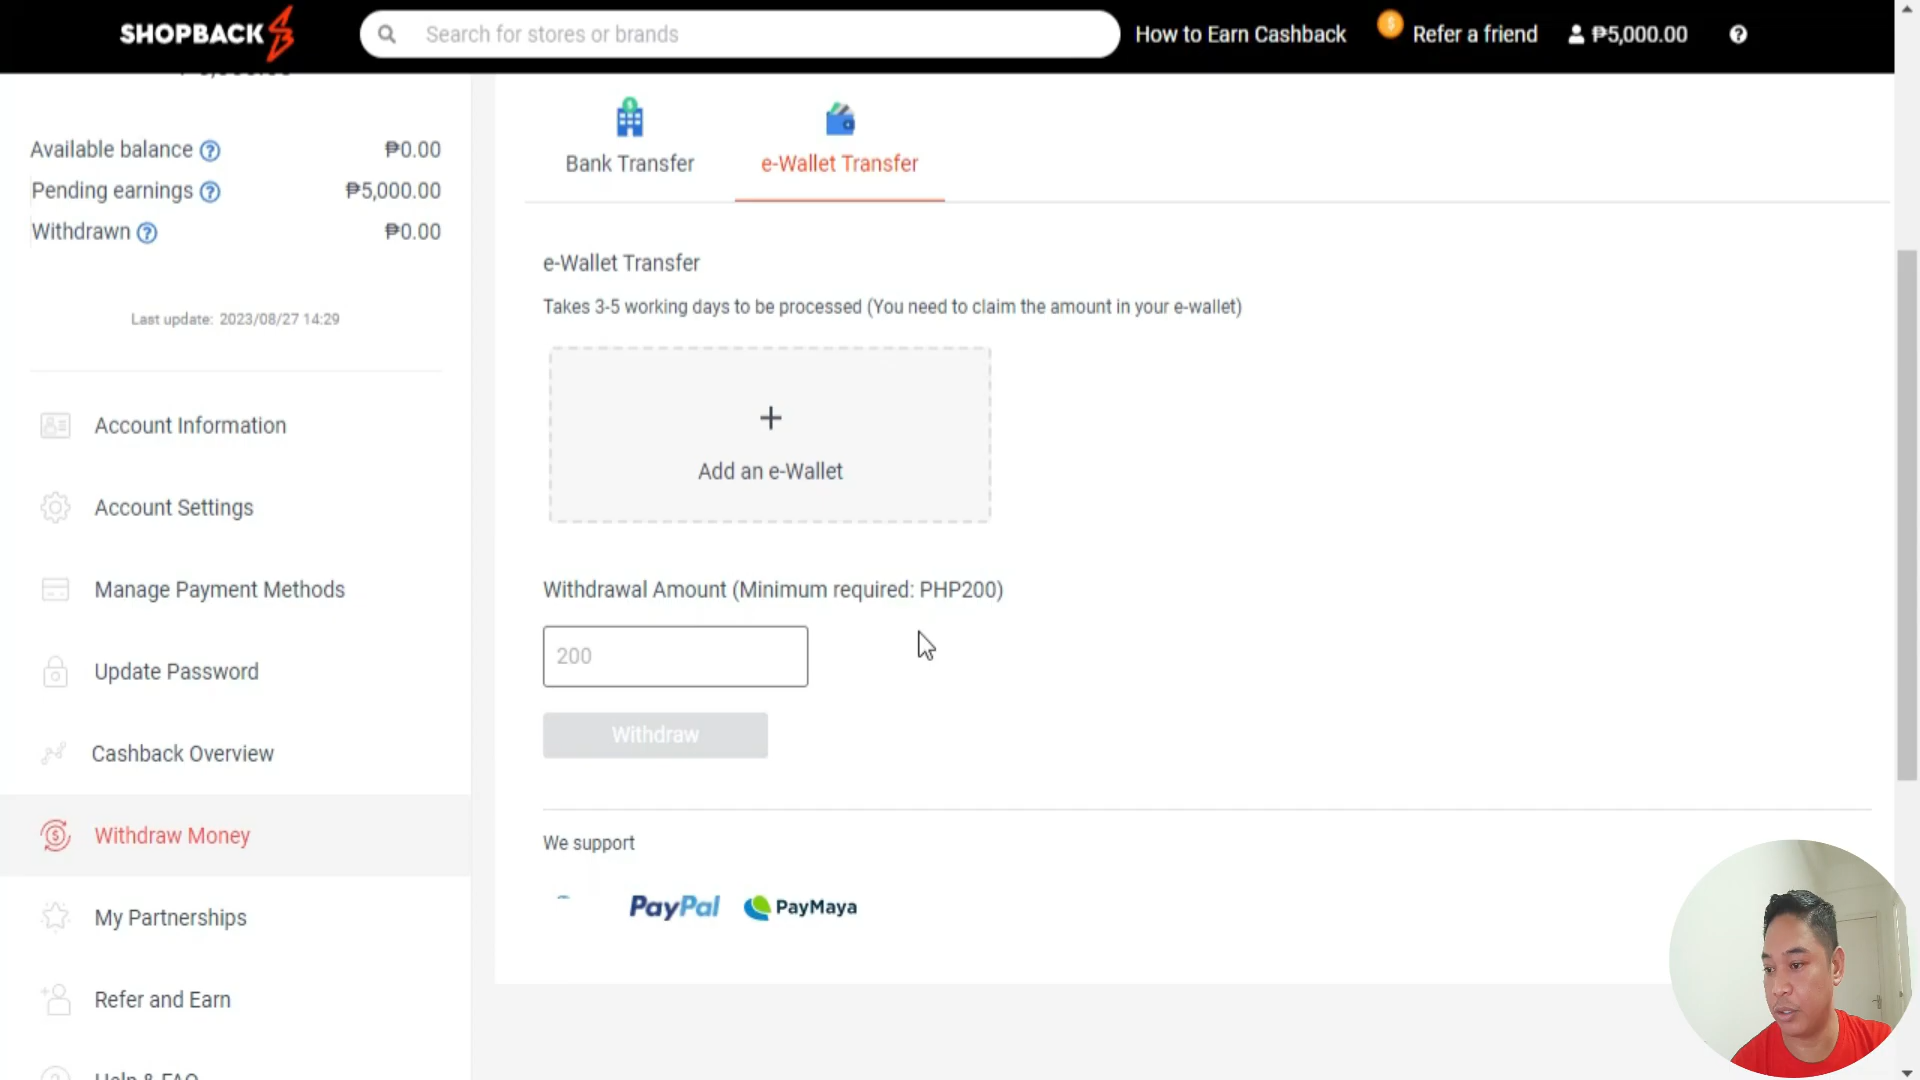 SHOPBACK
Search for stores or brands
How to Earn Cashback
Refer a friend
₱5,000.00
Available balance ₱0.00
Pending earnings ₱5,000.00
Withdrawn ₱0.00
Last update: 2023/08/27 14:29
Account Information
Account Settings
Manage Payment Methods
Update Password
Cashback Overview
Withdraw Money
My Partnerships
Refer and Earn
Help & FAQ
Bank Transfer
e-Wallet Transfer
e-Wallet Transfer
Takes 3-5 working days to be processed (You need to claim the amount in your e-wallet)
+
Add an e-Wallet
Withdrawal Amount (Minimum required: PHP200)
200
Withdraw
We support
PayPal PayMaya